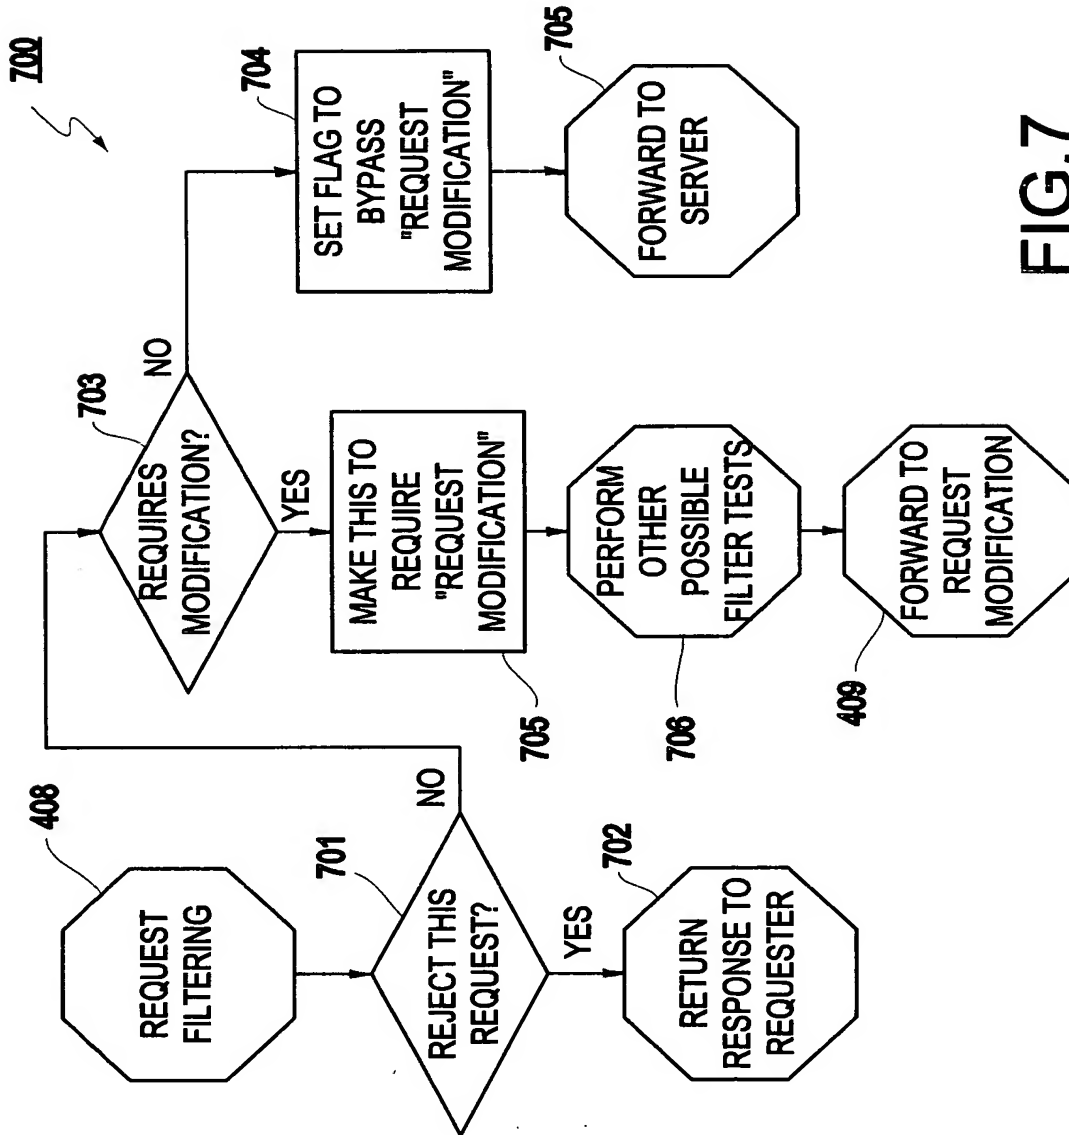 700
408
REQUEST
FILTERING
701
REJECT THIS
REQUEST?
NO
YES
702
RETURN
RESPONSE TO
REQUESTER
703
REQUIRES
MODIFICATION?
NO
YES
704
SET FLAG TO
BYPASS
"REQUEST
MODIFICATION"
705
FORWARD TO
SERVER
MAKE THIS TO
REQUIRE
"REQUEST
MODIFICATION"
705
PERFORM
OTHER
POSSIBLE
FILTER TESTS
706
FORWARD TO
REQUEST
MODIFICATION
409
FIG.7